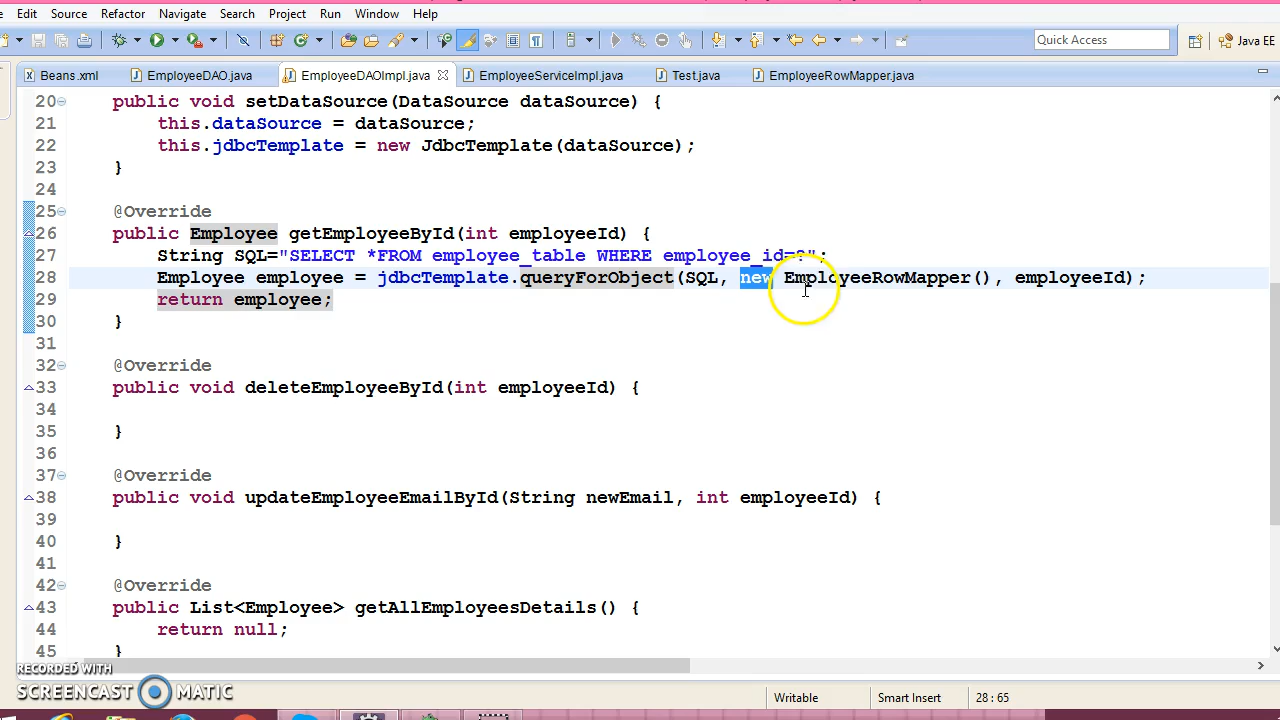 Edit Source Refactor Navigate Search Project Run Window Help
Quick Access
Java EE
Beans.xml EmployeeDAO.java EmployeeDAOImpl.java EmployeeServiceImpl.java Test.java EmployeeRowMapper.java
20 public void setDataSource(DataSource dataSource) {
21 this.dataSource = dataSource;
22 this.jdbcTemplate = new JdbcTemplate(dataSource);
23 }
24
25 @Override
26 public Employee getEmployeeById(int employeeId) {
27 String SQL="SELECT *FROM employee_table WHERE employee_id=?";
28 Employee employee = jdbcTemplate.queryForObject(SQL, new EmployeeRowMapper(), employeeId);
29 return employee;
30 }
31
32 @Override
33 public void deleteEmployeeById(int employeeId) {
34
35 }
36
37 @Override
38 public void updateEmployeeEmailById(String newEmail, int employeeId) {
39
40 }
41
42 @Override
43 public List<Employee> getAllEmployeesDetails() {
44 return null;
45 }
RECORDED WITH
SCREENCAST MATIC
Writable Smart Insert 28 : 65